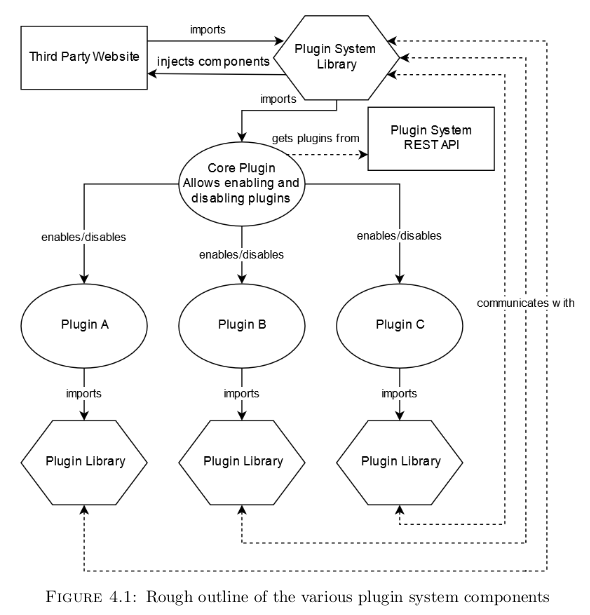 imports
Third Party Website
Plugin System
Library
injects components
imports
gets plugins from
Plugin System
REST API
Core Plugin
Allows enabling and
disabling plugins
enables/disables
enables/disables
enables/disables
communicates with
Plugin A
Plugin B
Plugin C
imports
imports
imports
Plugin Library
Plugin Library
Plugin Library
FIGURE 4.1: Rough outline of the various plugin system components